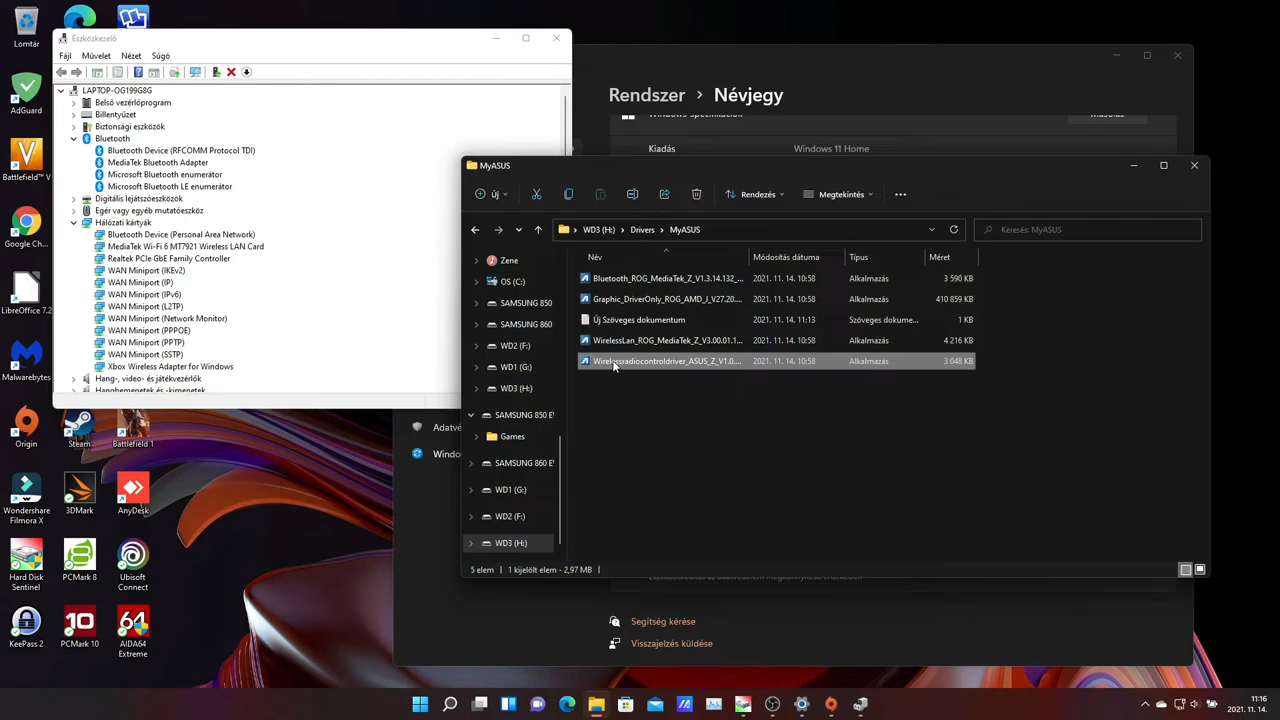 Lomtár
AdGuard
Battlefield™ V
Google Ch...
LibreOffice 7.2
Malwarebytes
Origin
Steam
Battlefield 1
Wondershare Filmora X
3DMark
AnyDesk
Hard Disk Sentinel
PCMark 8
Ubisoft Connect
KeePass 2
PCMark 10
AIDA64 Extreme
Eszközkezelő
Fájl Művelet Nézet Súgó
LAPTOP-OG199G8G
Belső vezérlőprogram
Billentyűzet
Biztonsági eszközök
Bluetooth
Bluetooth Device (RFCOMM Protocol TDI)
MediaTek Bluetooth Adapter
Microsoft Bluetooth enumerátor
Microsoft Bluetooth LE enumerátor
Digitális lejátszóeszközök
Egér vagy egyéb mutatóeszköz
Hálózati kártyák
Bluetooth Device (Personal Area Network)
MediaTek Wi-Fi 6 MT7921 Wireless LAN Card
Realtek PCIe GbE Family Controller
WAN Miniport (IKEv2)
WAN Miniport (IP)
WAN Miniport (IPv6)
WAN Miniport (L2TP)
WAN Miniport (Network Monitor)
WAN Miniport (PPPOE)
WAN Miniport (PPTP)
WAN Miniport (SSTP)
Xbox Wireless Adapter for Windows
Hang-, video- és játékvezérlők
Hangbemenetek és -kimenetek
Rendszer › Névjegy
Windows-specifikációk
Másolás
Kiadás Windows 11 Home
Adatvé
Windo
MyASUS
Új Rendezés Megtekintés
WD3 (H:) › Drivers › MyASUS
Keresés: MyASUS
Zene
OS (C:)
SAMSUNG 850
SAMSUNG 860
WD2 (F:)
WD1 (G:)
WD3 (H:)
SAMSUNG 850 E
Games
SAMSUNG 860 E
WD1 (G:)
WD2 (F:)
WD3 (H:)
Név Módosítás dátuma Típus Méret
Bluetooth_ROG_MediaTek_Z_V1.3.14.132_... 2021. 11. 14. 10:58 Alkalmazás 3 590 KB
Graphic_DriverOnly_ROG_AMD_J_V27.20.... 2021. 11. 14. 10:58 Alkalmazás 410 859 KB
Új Szöveges dokumentum 2021. 11. 14. 11:13 Szöveges dokume... 1 KB
WirelessLan_ROG_MediaTek_Z_V3.00.01.1... 2021. 11. 14. 10:58 Alkalmazás 4 216 KB
Wirelessradiocontroldriver_ASUS_Z_V1.0.... 2021. 11. 14. 10:58 Alkalmazás 3 048 KB
5 elem 1 kijelölt elem – 2,97 MB
Segítség kérése
Visszajelzés küldése
11:16
2021. 11. 14.